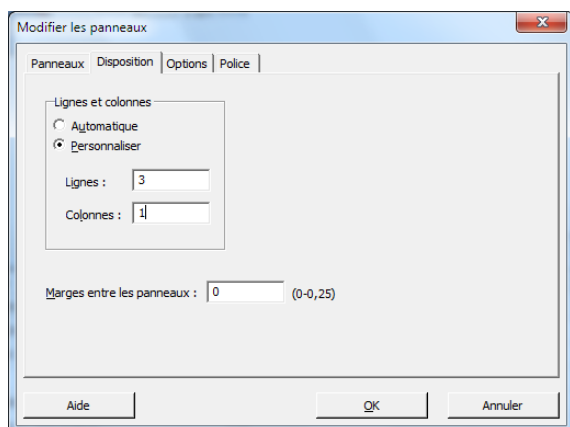 Modifier les panneaux
Panneaux Disposition Options Police
Lignes et colonnes
Automatique
Personnaliser
Lignes : 3
Colonnes : 1
Marges entre les panneaux : 0 (0-0,25)
Aide OK Annuler